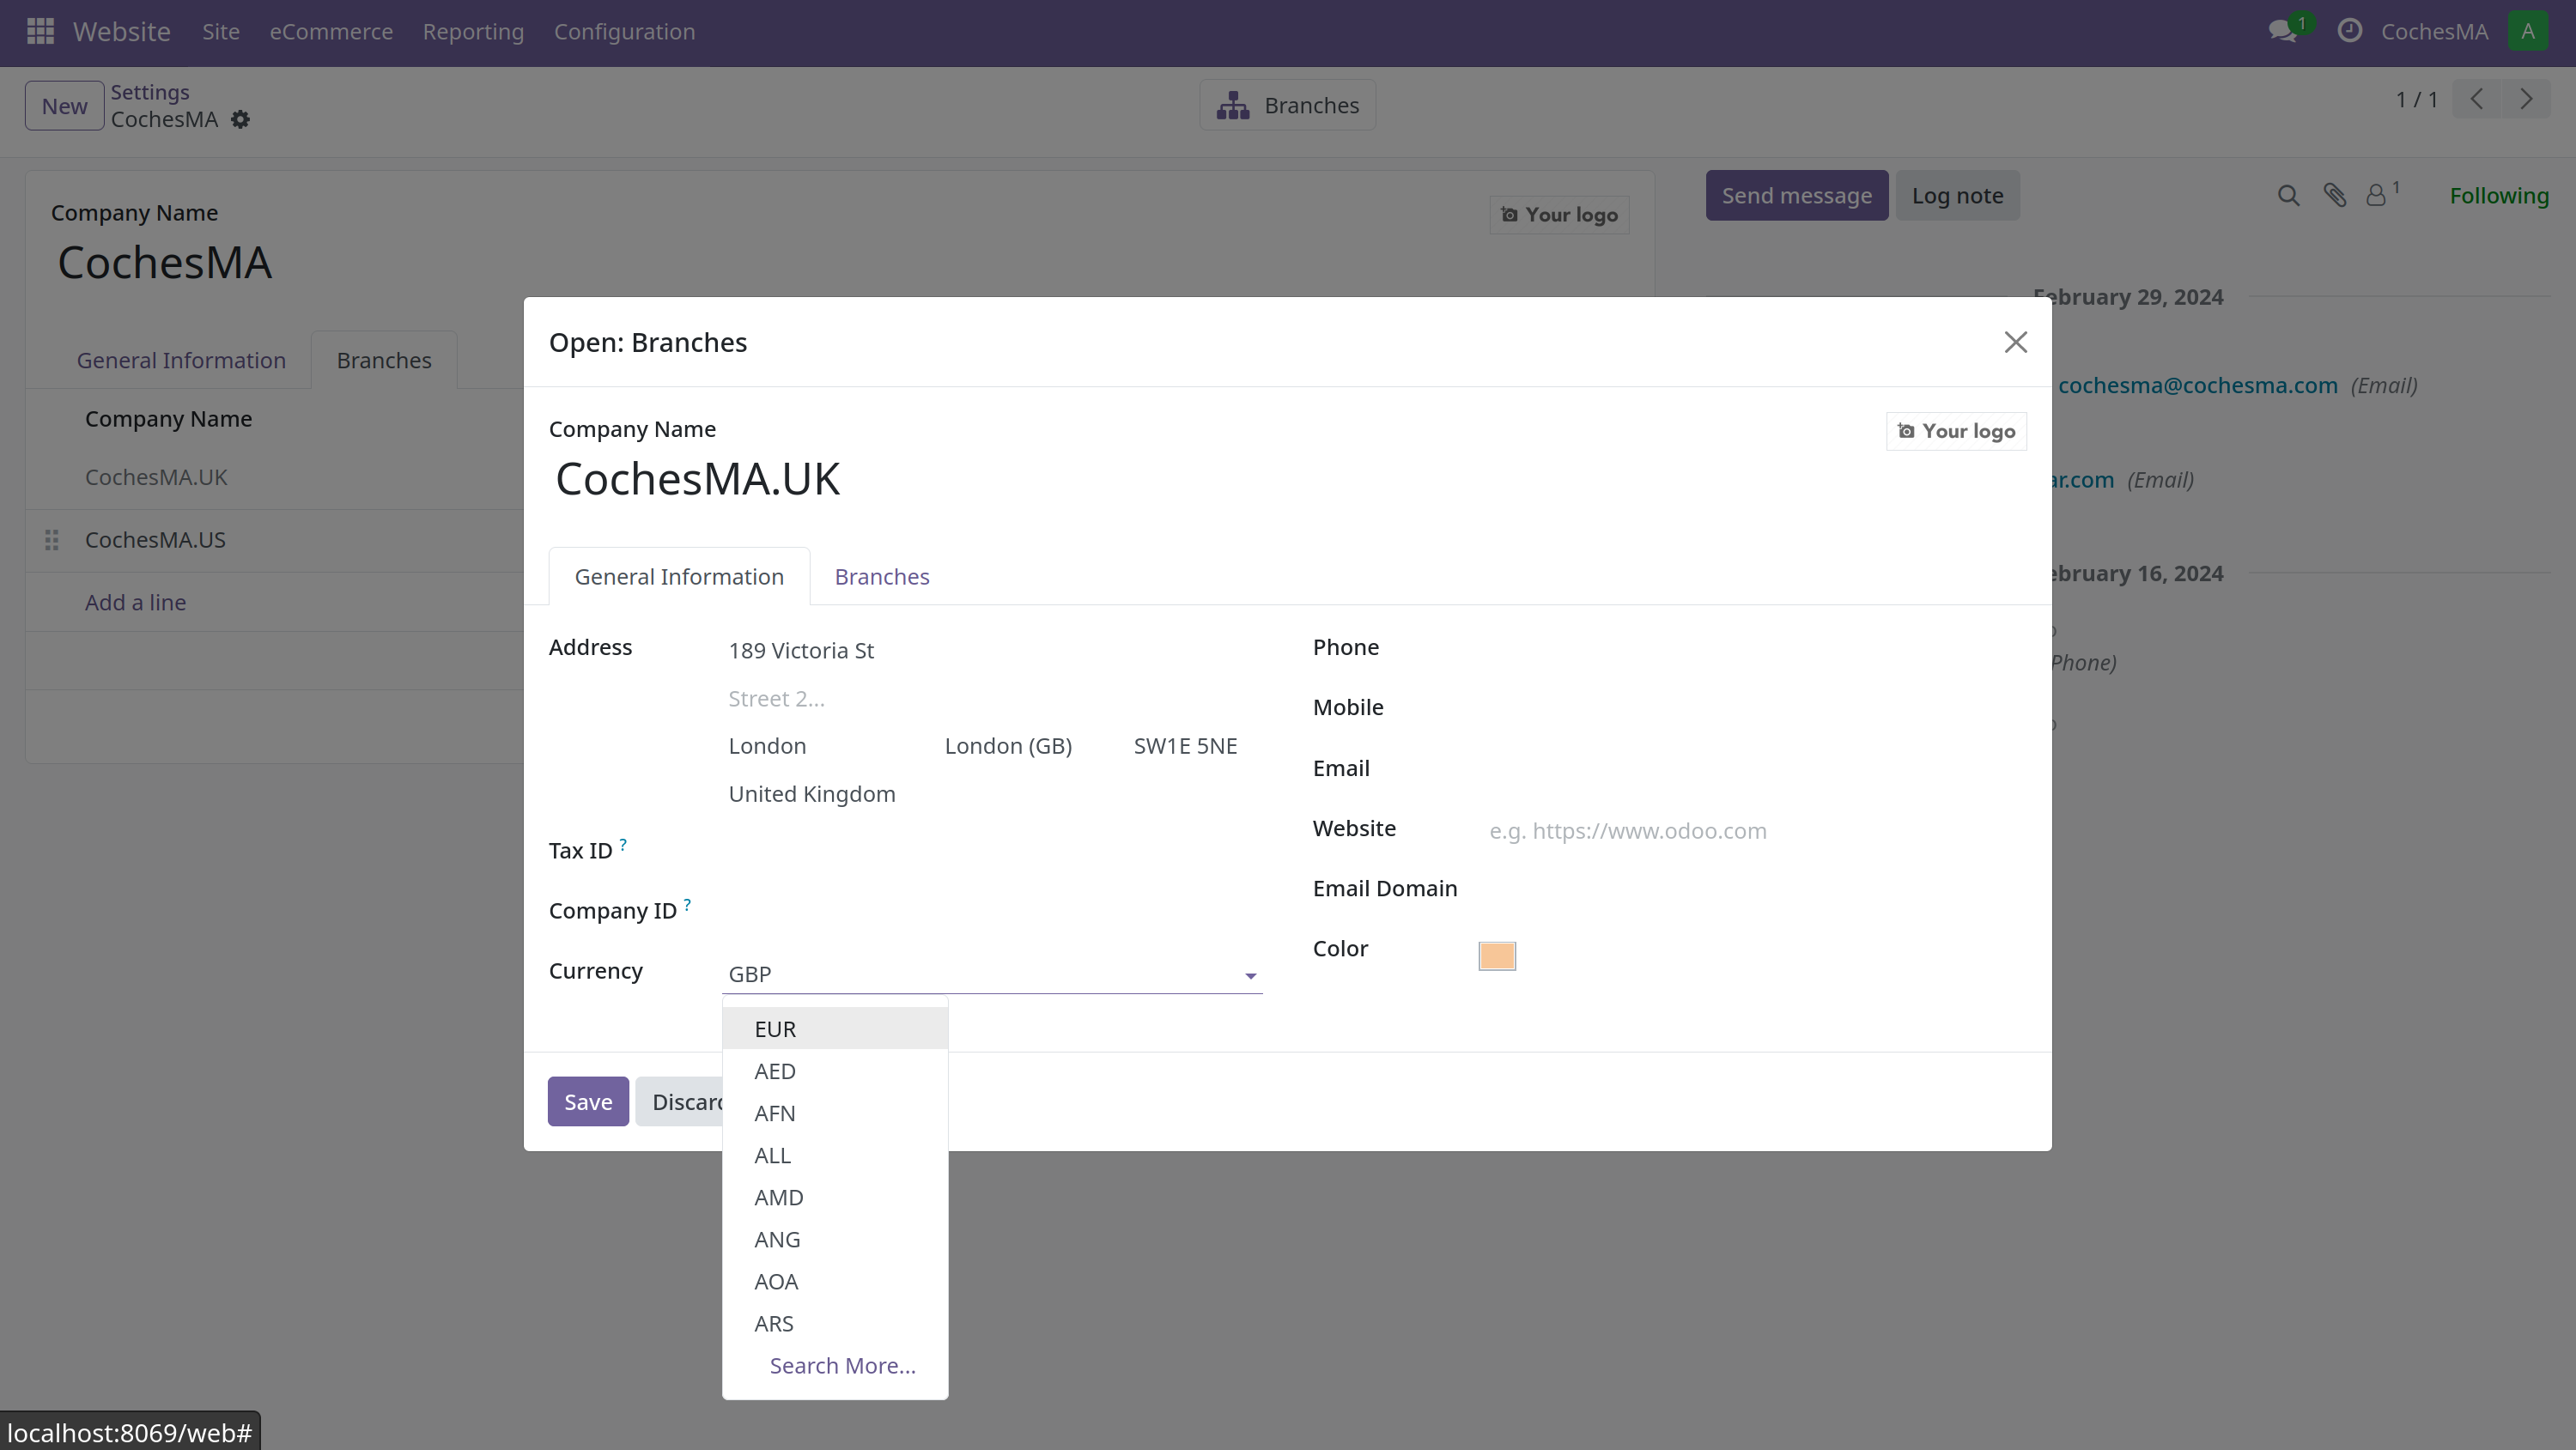 Website Site eCommerce Reporting Configuration 1 CochesMA A
New Settings
CochesMA
Branches
1 / 1
Company Name
Your logo
CochesMA
General Information Branches
Company Name
CochesMA.UK
CochesMA.US
Add a line
Send message Log note 1 Following
February 29, 2024
cochesma@cochesma.com (Email)
ar.com (Email)
February 16, 2024
Phone)
Open: Branches
Company Name
Your logo
CochesMA.UK
General Information Branches
Address 189 Victoria St
Street 2...
London London (GB) SW1E 5NE
United Kingdom
Tax ID ?
Company ID ?
Currency GBP
EUR
AED
AFN
ALL
AMD
ANG
AOA
ARS
Search More...
Phone
Mobile
Email
Website e.g. https://www.odoo.com
Email Domain
Color
Save Discard
localhost:8069/web#